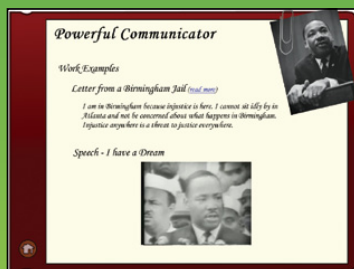 Powerful Communicator
Work Examples
Letter from a Birmingham Jail (read more)
I am in Birmingham because injustice is here. I cannot sit idly by in
Atlanta and not be concerned about what happens in Birmingham.
Injustice anywhere is a threat to justice everywhere.
Speech - I have a Dream